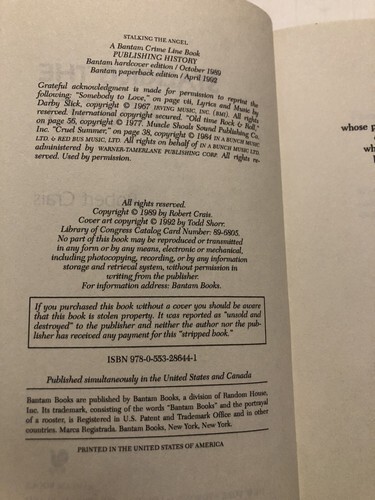 STALKING THE ANGEL
A Bantam Crime Line Book
PUBLISHING HISTORY
Bantam hardcover edition / October 1989
Bantam paperback edition / April 1992
Grateful acknowledgment is made for permission to reprint the
following: "Somebody to Love," on page vii, Lyrics and Music by
Darby Slick, copyright © 1967 IRVING MUSIC, INC. (BMI). All rights
reserved. International copyright secured. "Old time Rock & Roll,"
on page 56, copyright © 1977. Muscle Shoals Sound Publishing Co.
Inc. "Cruel Summer," on page 38, copyright © 1984 IN A BUNCH MUSIC
LTD. & RED BUS MUSIC, LTD. All rights on behalf of IN A BUNCH MUSIC LTD.
administered by WARNER-TAMERLANE PUBLISHING CORP. All rights re-
served. Used by permission.
All rights reserved.
Copyright © 1989 by Robert Crais.
Cover art copyright © 1992 by Todd Shorr.
Library of Congress Catalog Card Number: 89-6805.
No part of this book may be reproduced or transmitted
in any form or by any means, electronic or mechanical,
including photocopying, recording, or by any information
storage and retrieval system, without permission in
writing from the publisher.
For information address: Bantam Books.
If you purchased this book without a cover you should be aware
that this book is stolen property. It was reported as "unsold and
destroyed" to the publisher and neither the author nor the pub-
lisher has received any payment for this "stripped book."
ISBN 978-0-553-28644-1
Published simultaneously in the United States and Canada
Bantam Books are published by Bantam Books, a division of Random House,
Inc. Its trademark, consisting of the words "Bantam Books" and the portrayal
of a rooster, is Registered in U.S. Patent and Trademark Office and in other
countries. Marca Registrada. Bantam Books, New York, New York.
PRINTED IN THE UNITED STATES OF AMERICA
whose p
wh